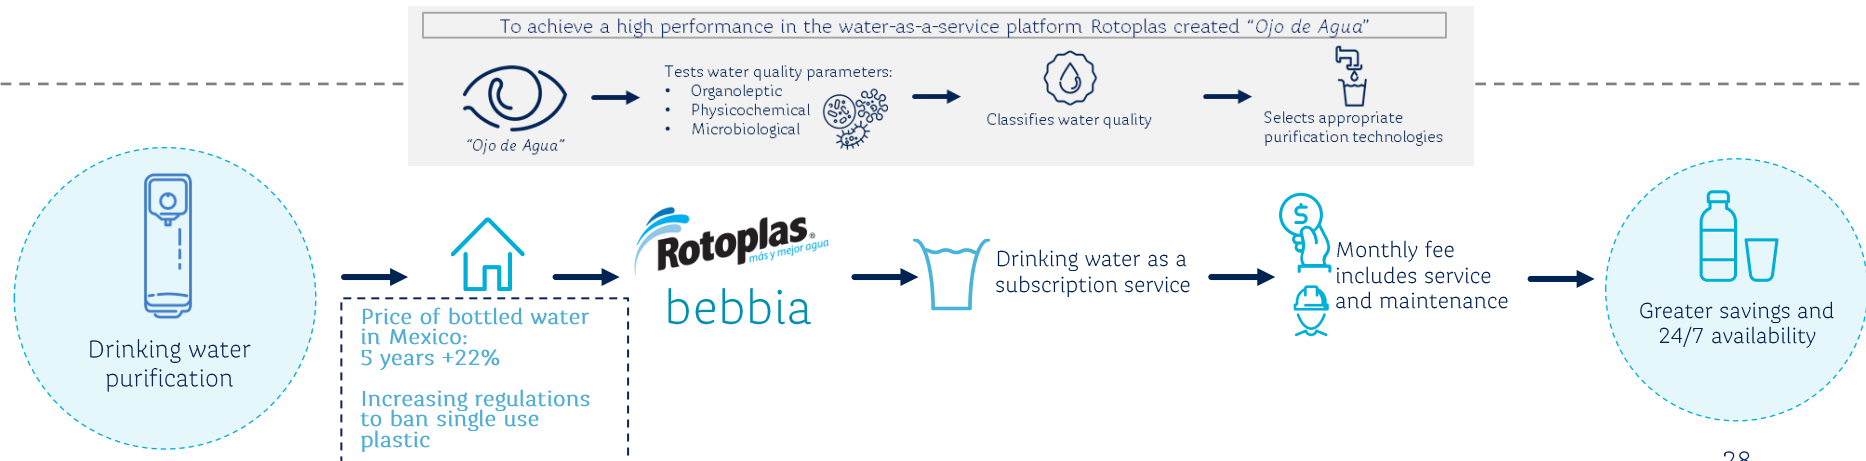 To achieve a high performance in the water-as-a-service platform Rotoplas created “Ojo de Agua”
“Ojo de Agua”
Tests water quality parameters:
• Organoleptic
• Physicochemical
• Microbiological
Classifies water quality
Selects appropriate
purification technologies
Drinking water
purification
Price of bottled water
in Mexico:
5 years +22%
Increasing regulations
to ban single use
plastic
Rotoplas®
más y mejor agua
bebbia
Drinking water as a
subscription service
$
Monthly fee
includes service
and maintenance
Greater savings and
24/7 availability
28